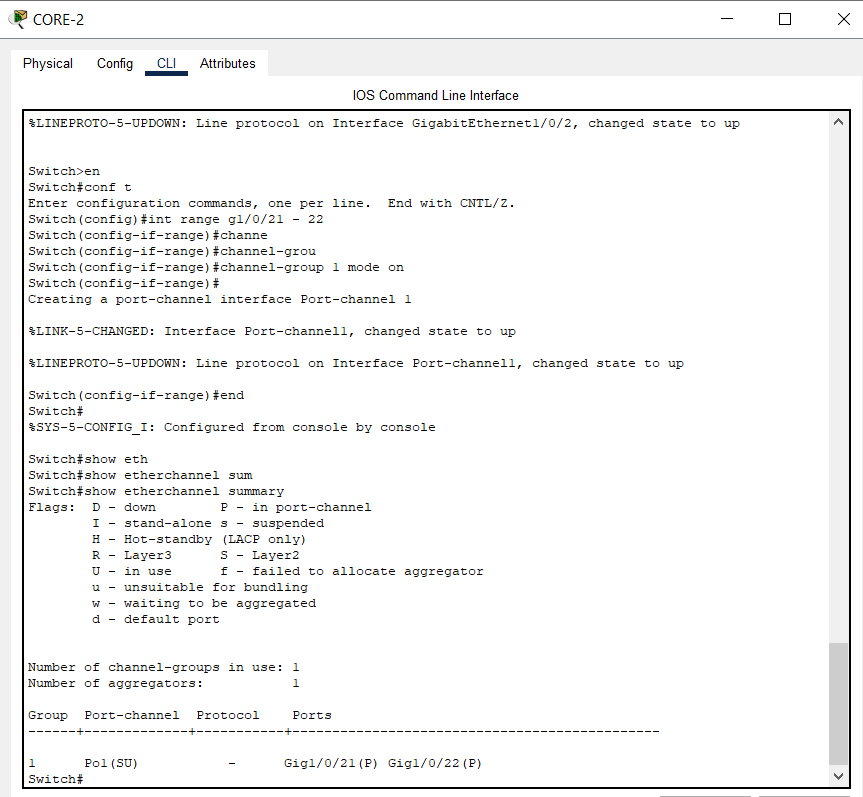 CORE-2
Physical Config CLI Attributes
IOS Command Line Interface
%LINEPROTO-5-UPDOWN: Line protocol on Interface GigabitEthernet1/0/2, changed state to up
Switch>en
Switch#conf t
Enter configuration commands, one per line.  End with CNTL/Z.
Switch(config)#int range g1/0/21 - 22
Switch(config-if-range)#channe
Switch(config-if-range)#channel-grou
Switch(config-if-range)#channel-group 1 mode on
Switch(config-if-range)#
Creating a port-channel interface Port-channel 1
%LINK-5-CHANGED: Interface Port-channel1, changed state to up
%LINEPROTO-5-UPDOWN: Line protocol on Interface Port-channel1, changed state to up
Switch(config-if-range)#end
Switch#
%SYS-5-CONFIG_I: Configured from console by console
Switch#show eth
Switch#show etherchannel sum
Switch#show etherchannel summary
Flags:  D - down        P - in port-channel
        I - stand-alone s - suspended
        H - Hot-standby (LACP only)
        R - Layer3      S - Layer2
        U - in use      f - failed to allocate aggregator
        u - unsuitable for bundling
        w - waiting to be aggregated
        d - default port
Number of channel-groups in use: 1
Number of aggregators:           1
Group  Port-channel  Protocol    Ports
------+-------------+-----------+----------------------------------------------
1      Po1(SU)           -      Gig1/0/21(P) Gig1/0/22(P)
Switch#